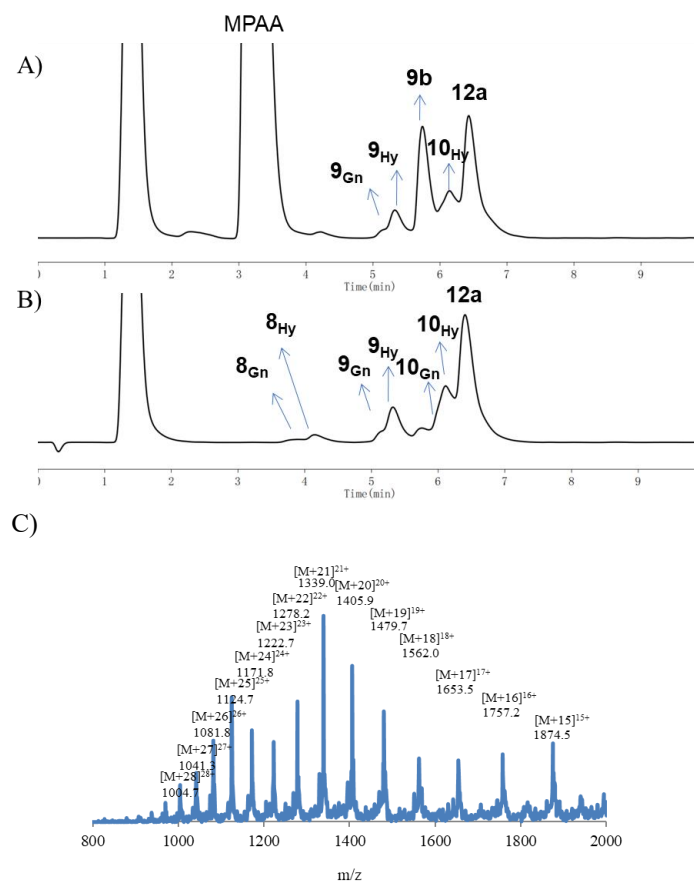 MPAA
A)
9b
12a
9Hy
10Hy
9Gn
0 1 2 3 4 5 6 7 8 9
Time(min)
B)
12a
8Hy
10Hy
9Hy
8Gn
9Gn
10Gn
0 1 2 3 4 5 6 7 8 9
Time(min)
C)
[M+21]21+
1339.0
[M+20]20+
1405.9
[M+22]22+
1278.2
[M+19]19+
1479.7
[M+23]23+
1222.7
[M+18]18+
1562.0
[M+24]24+
1171.8
[M+17]17+
1653.5
[M+25]25+
1124.7
[M+16]16+
1757.2
[M+26]26+
1081.8
[M+15]15+
1874.5
[M+27]27+
1041.3
[M+28]28+
1004.7
800 1000 1200 1400 1600 1800 2000
m/z